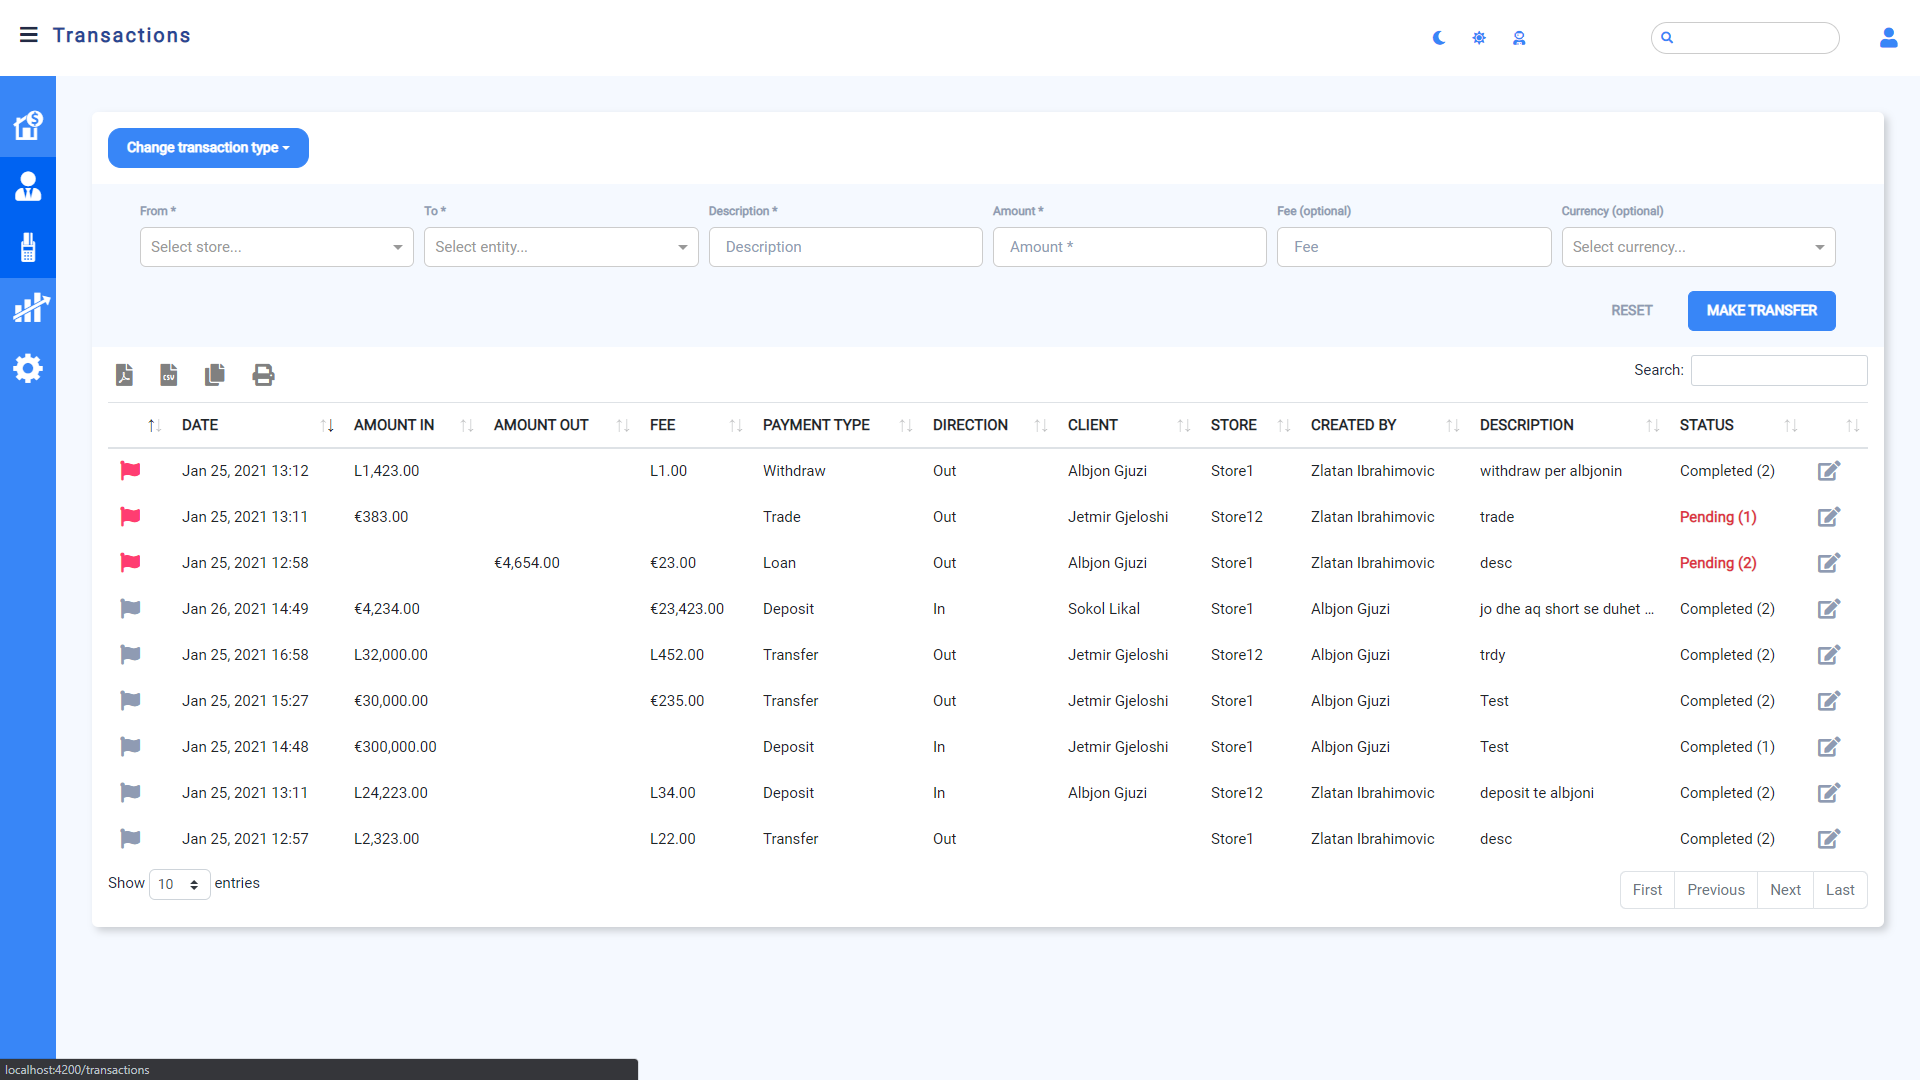 Transactions
Change transaction type
From * To * Description * Amount * Fee (optional) Currency (optional)
Select store... Select entity... Description Amount * Fee Select currency...
RESET MAKE TRANSFER
CSV Search:
DATE AMOUNT IN AMOUNT OUT FEE PAYMENT TYPE DIRECTION CLIENT STORE CREATED BY DESCRIPTION STATUS
Jan 25, 2021 13:12 L1,423.00 L1.00 Withdraw Out Albjon Gjuzi Store1 Zlatan Ibrahimovic withdraw per albjonin Completed (2)
Jan 25, 2021 13:11 €383.00 Trade Out Jetmir Gjeloshi Store12 Zlatan Ibrahimovic trade Pending (1)
Jan 25, 2021 12:58 €4,654.00 €23.00 Loan Out Albjon Gjuzi Store1 Zlatan Ibrahimovic desc Pending (2)
Jan 26, 2021 14:49 €4,234.00 €23,423.00 Deposit In Sokol Likal Store1 Albjon Gjuzi jo dhe aq short se duhet ... Completed (2)
Jan 25, 2021 16:58 L32,000.00 L452.00 Transfer Out Jetmir Gjeloshi Store12 Albjon Gjuzi trdy Completed (2)
Jan 25, 2021 15:27 €30,000.00 €235.00 Transfer Out Jetmir Gjeloshi Store1 Albjon Gjuzi Test Completed (2)
Jan 25, 2021 14:48 €300,000.00 Deposit In Jetmir Gjeloshi Store1 Albjon Gjuzi Test Completed (1)
Jan 25, 2021 13:11 L24,223.00 L34.00 Deposit In Albjon Gjuzi Store12 Zlatan Ibrahimovic deposit te albjoni Completed (2)
Jan 25, 2021 12:57 L2,323.00 L22.00 Transfer Out Store1 Zlatan Ibrahimovic desc Completed (2)
Show 10 entries
First Previous Next Last
localhost:4200/transactions